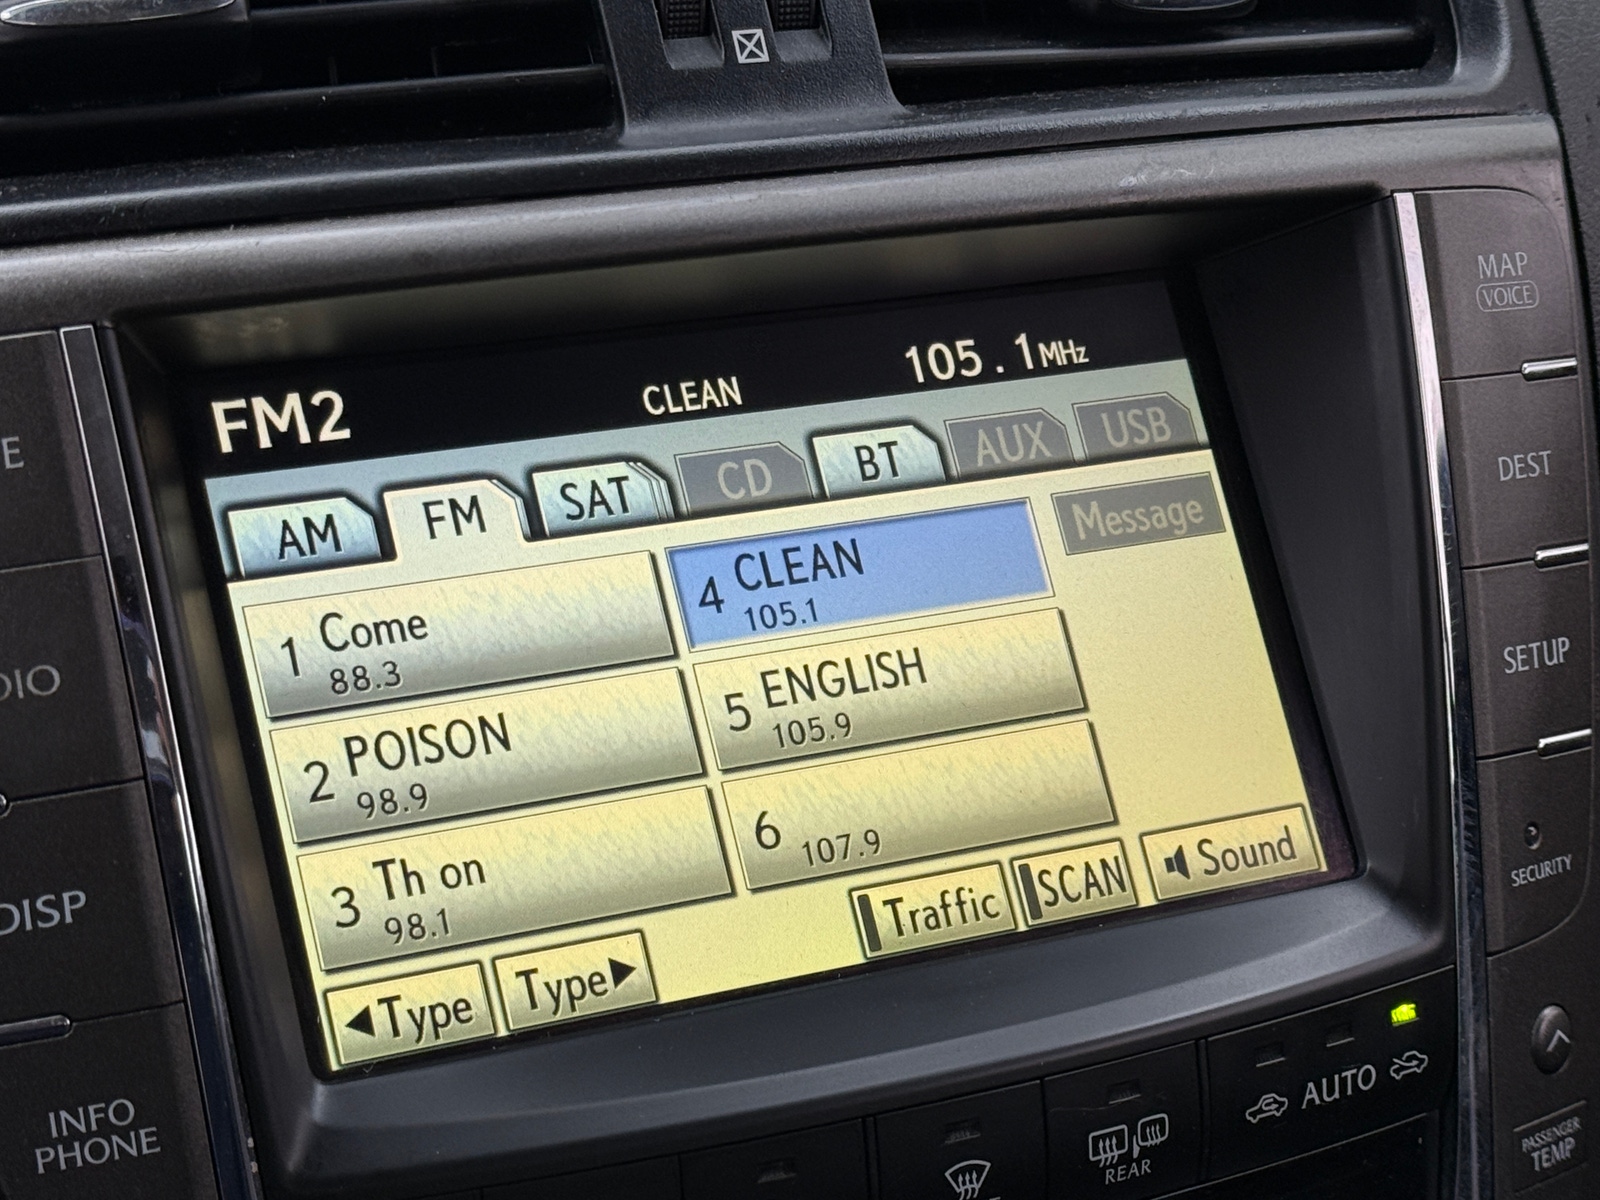 FM2
CLEAN
105.1MHz
AM
FM
SAT
CD
BT
AUX
USB
Message
1 Come
88.3
2 POISON
98.9
3 Th on
98.1
4 CLEAN
105.1
5 ENGLISH
105.9
6
107.9
Type
Type
Traffic
SCAN
Sound
MAP
VOICE
DEST
SETUP
SECURITY
DISP
INFO
PHONE
AUTO
REAR
PASSENGER
TEMP